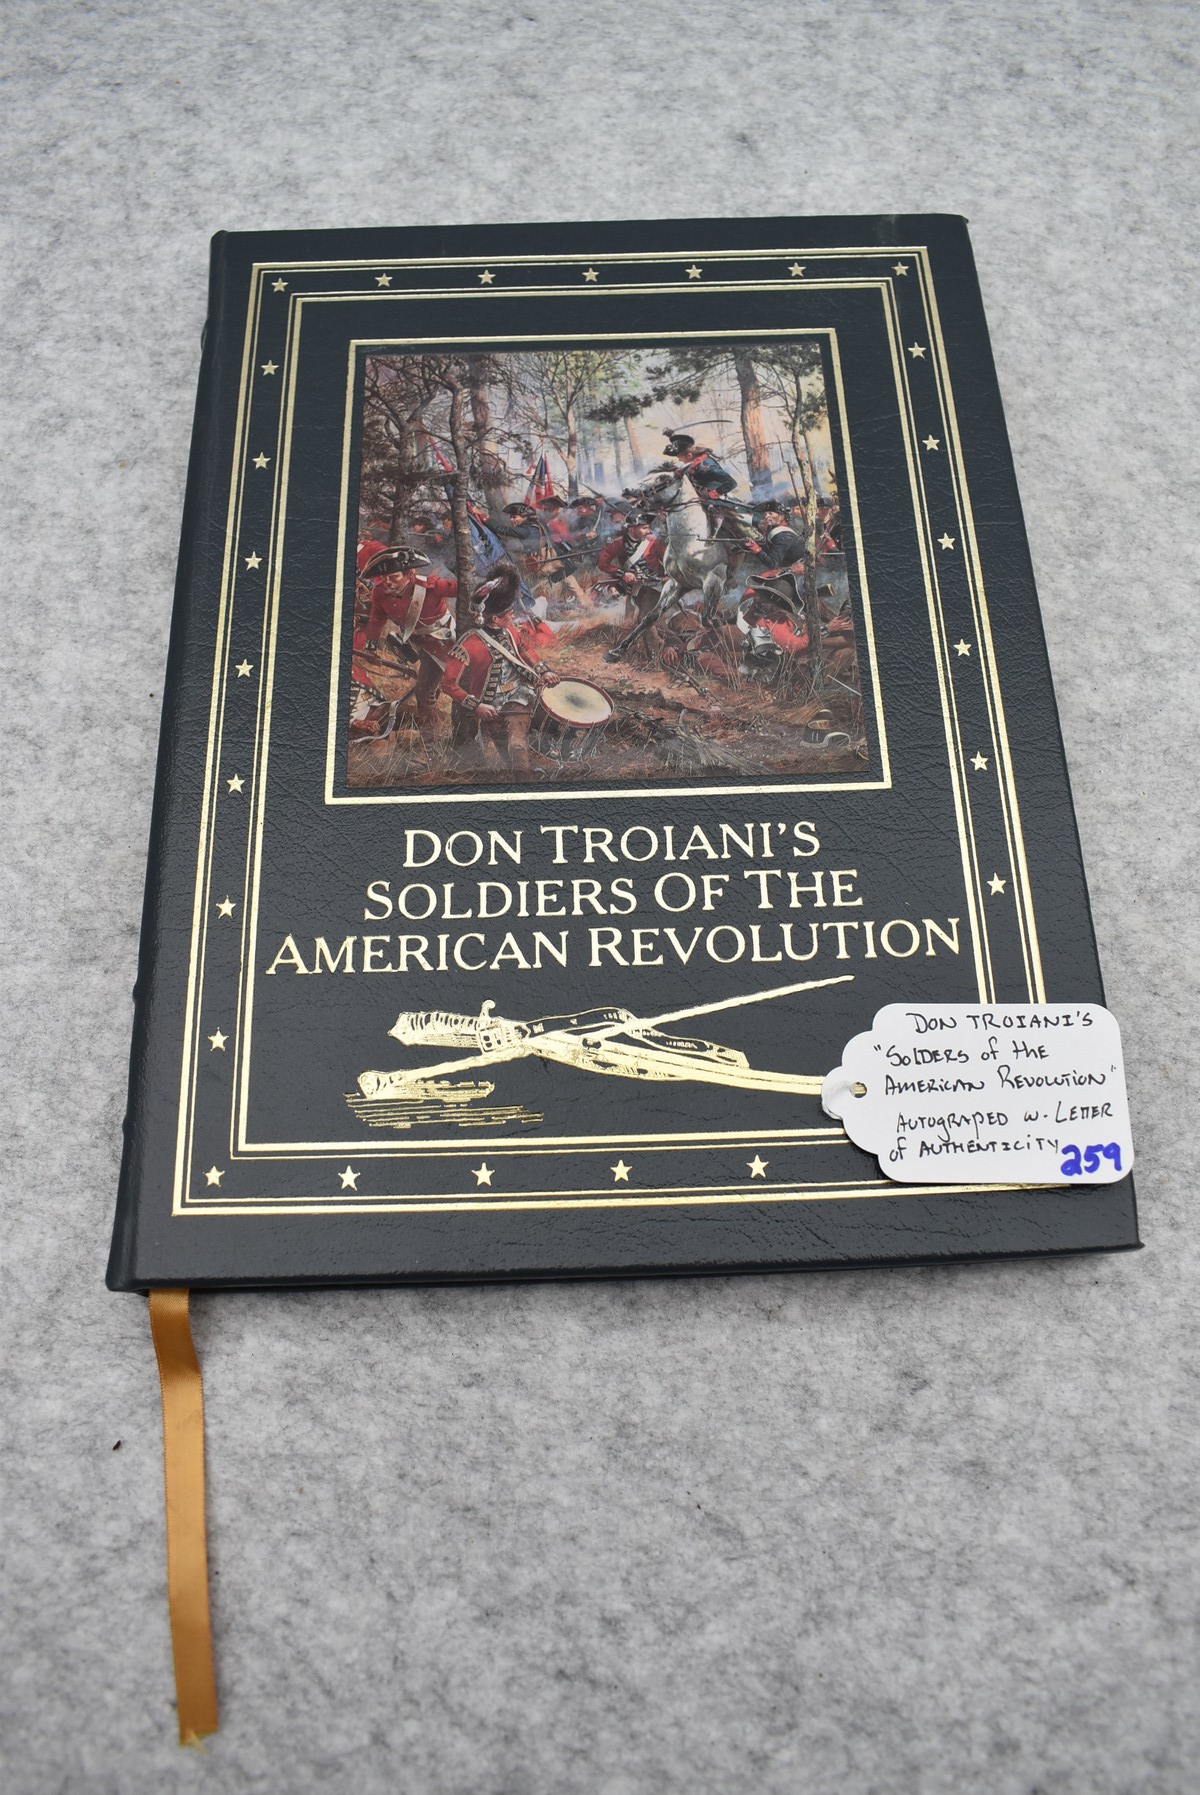 DON TROIANI'S
SOLDIERS OF THE
AMERICAN REVOLUTION
DON TROIANI'S
"SOLDERS of the
AMERICAN REVOLUTION"
AUTOGRAPED W. LETTER
of AUTHENTICITY
259